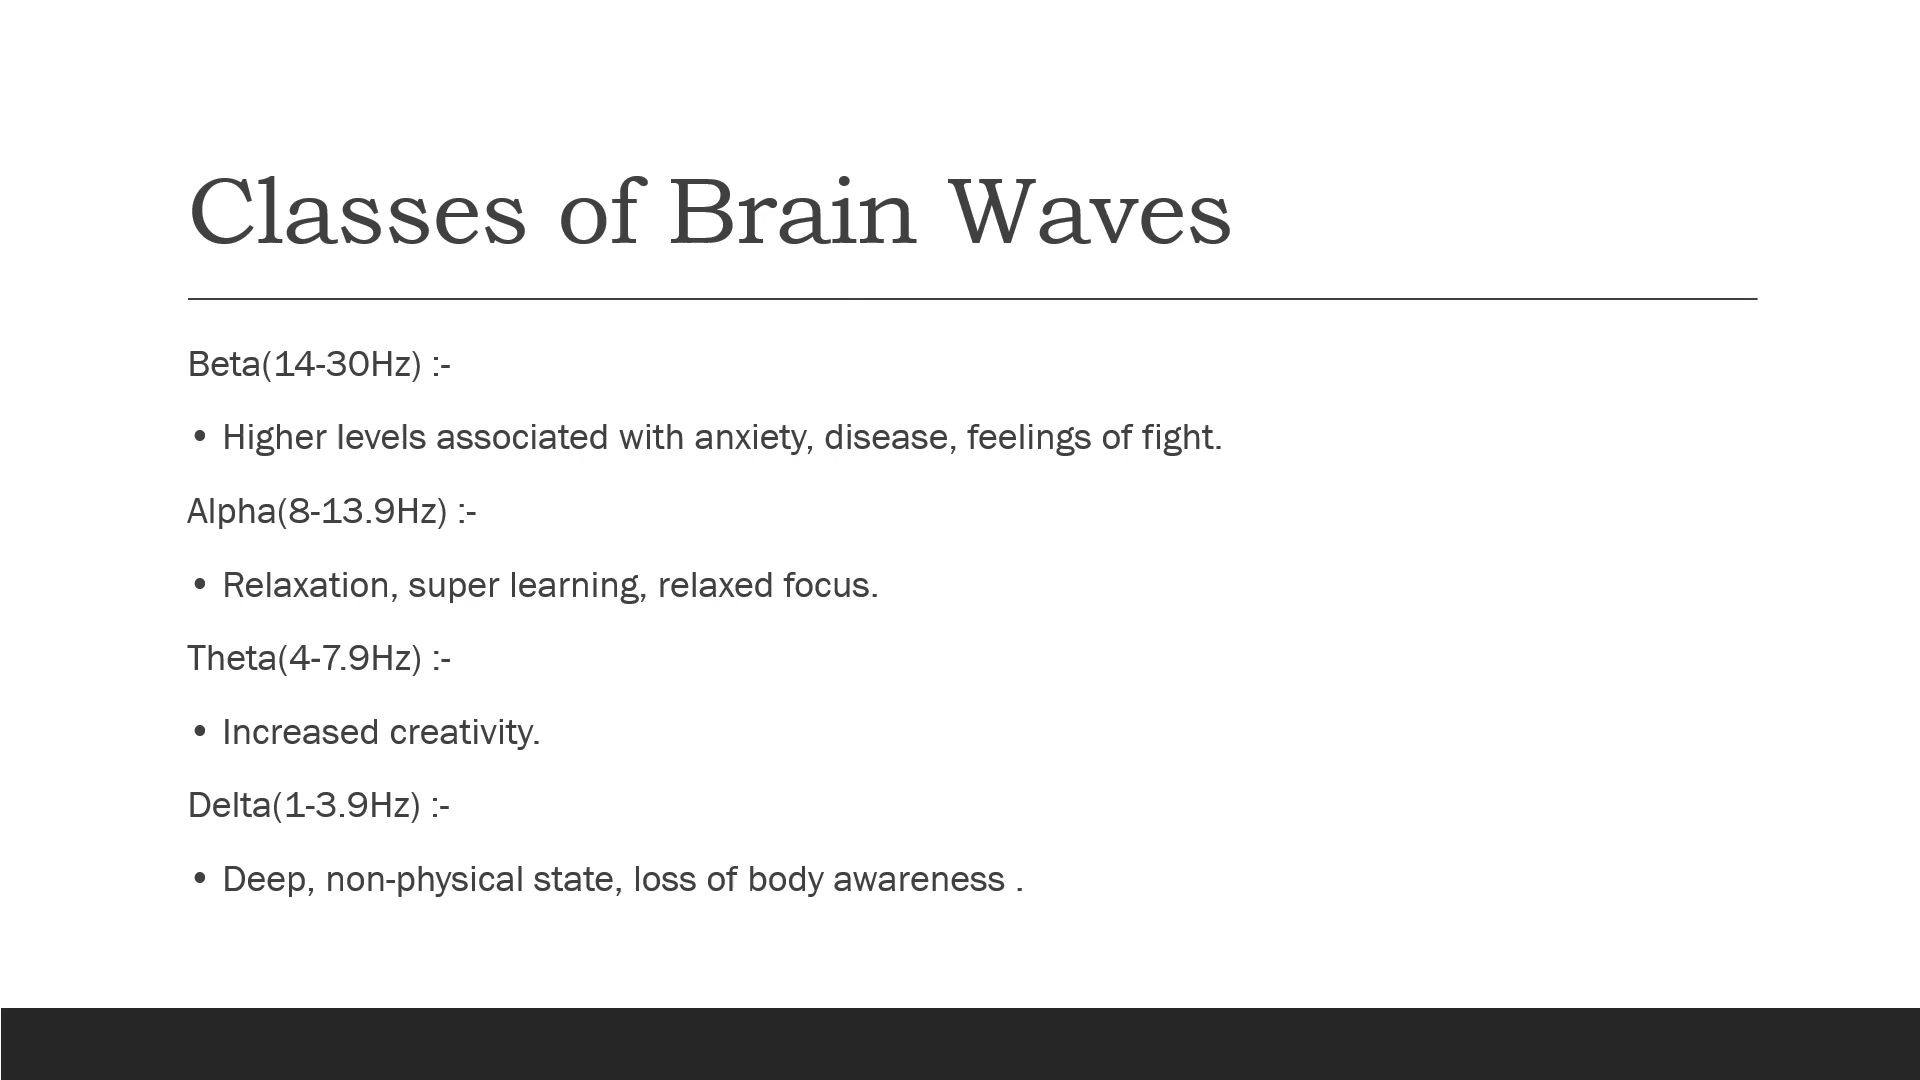 Classes of Brain Waves
Beta(14-30Hz) :-
• Higher levels associated with anxiety, disease, feelings of fight.
Alpha(8-13.9Hz) :-
• Relaxation, super learning, relaxed focus.
Theta(4-7.9Hz) :-
• Increased creativity.
Delta(1-3.9Hz) :-
• Deep, non-physical state, loss of body awareness .